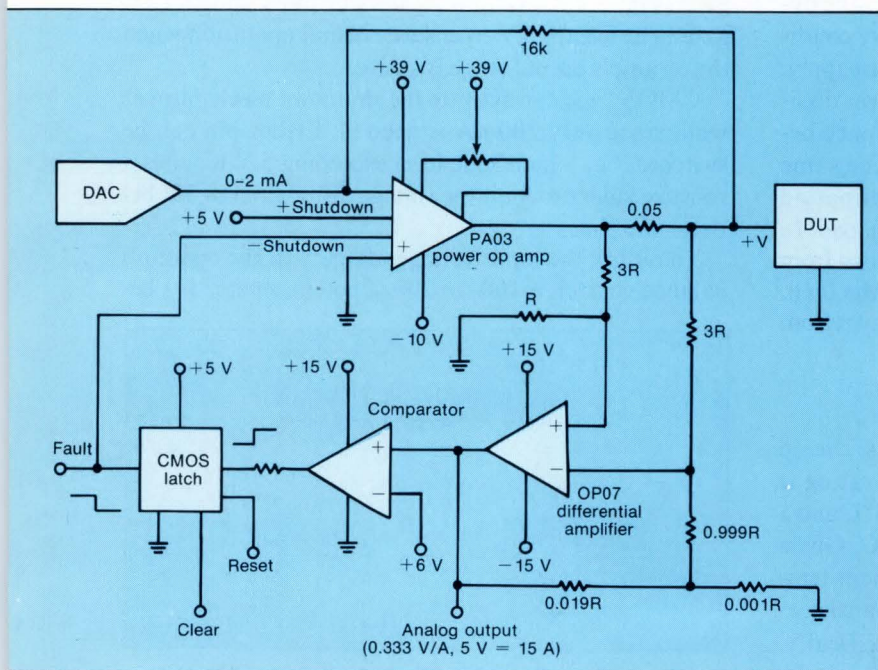 16k
+39 V
+39 V
DAC
0–2 mA
+5 V
+Shutdown
−Shutdown
−
+
PA03
power op amp
−10 V
0.05
+V
DUT
3R
R
3R
+15 V
+5 V
+15 V
Comparator
Fault
CMOS
latch
+
−
+
−
OP07
differential
amplifier
Reset
+6 V
−15 V
0.999R
0.019R
0.001R
Clear
Analog output
(0.333 V/A, 5 V = 15 A)